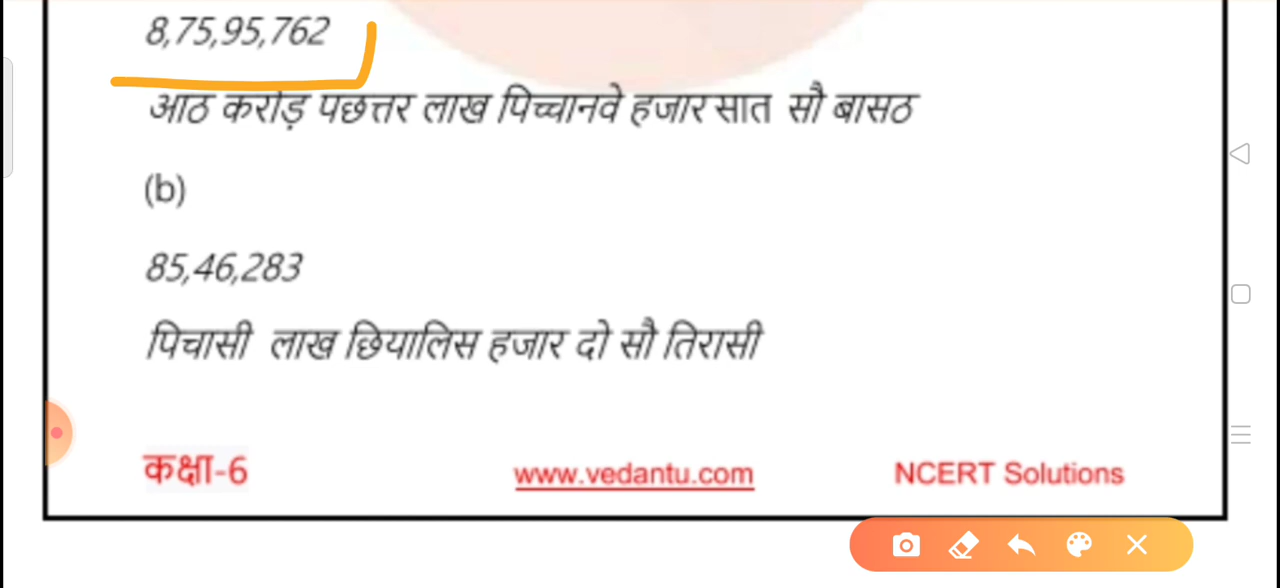 8,75,95,762
आठ करोड़ पछत्तर लाख पिच्चानवे हजार सात सौ बासठ
(b)
85,46,283
पिचासी लाख छियालिस हजार दो सौ तिरासी
कक्षा-6 www.vedantu.com NCERT Solutions